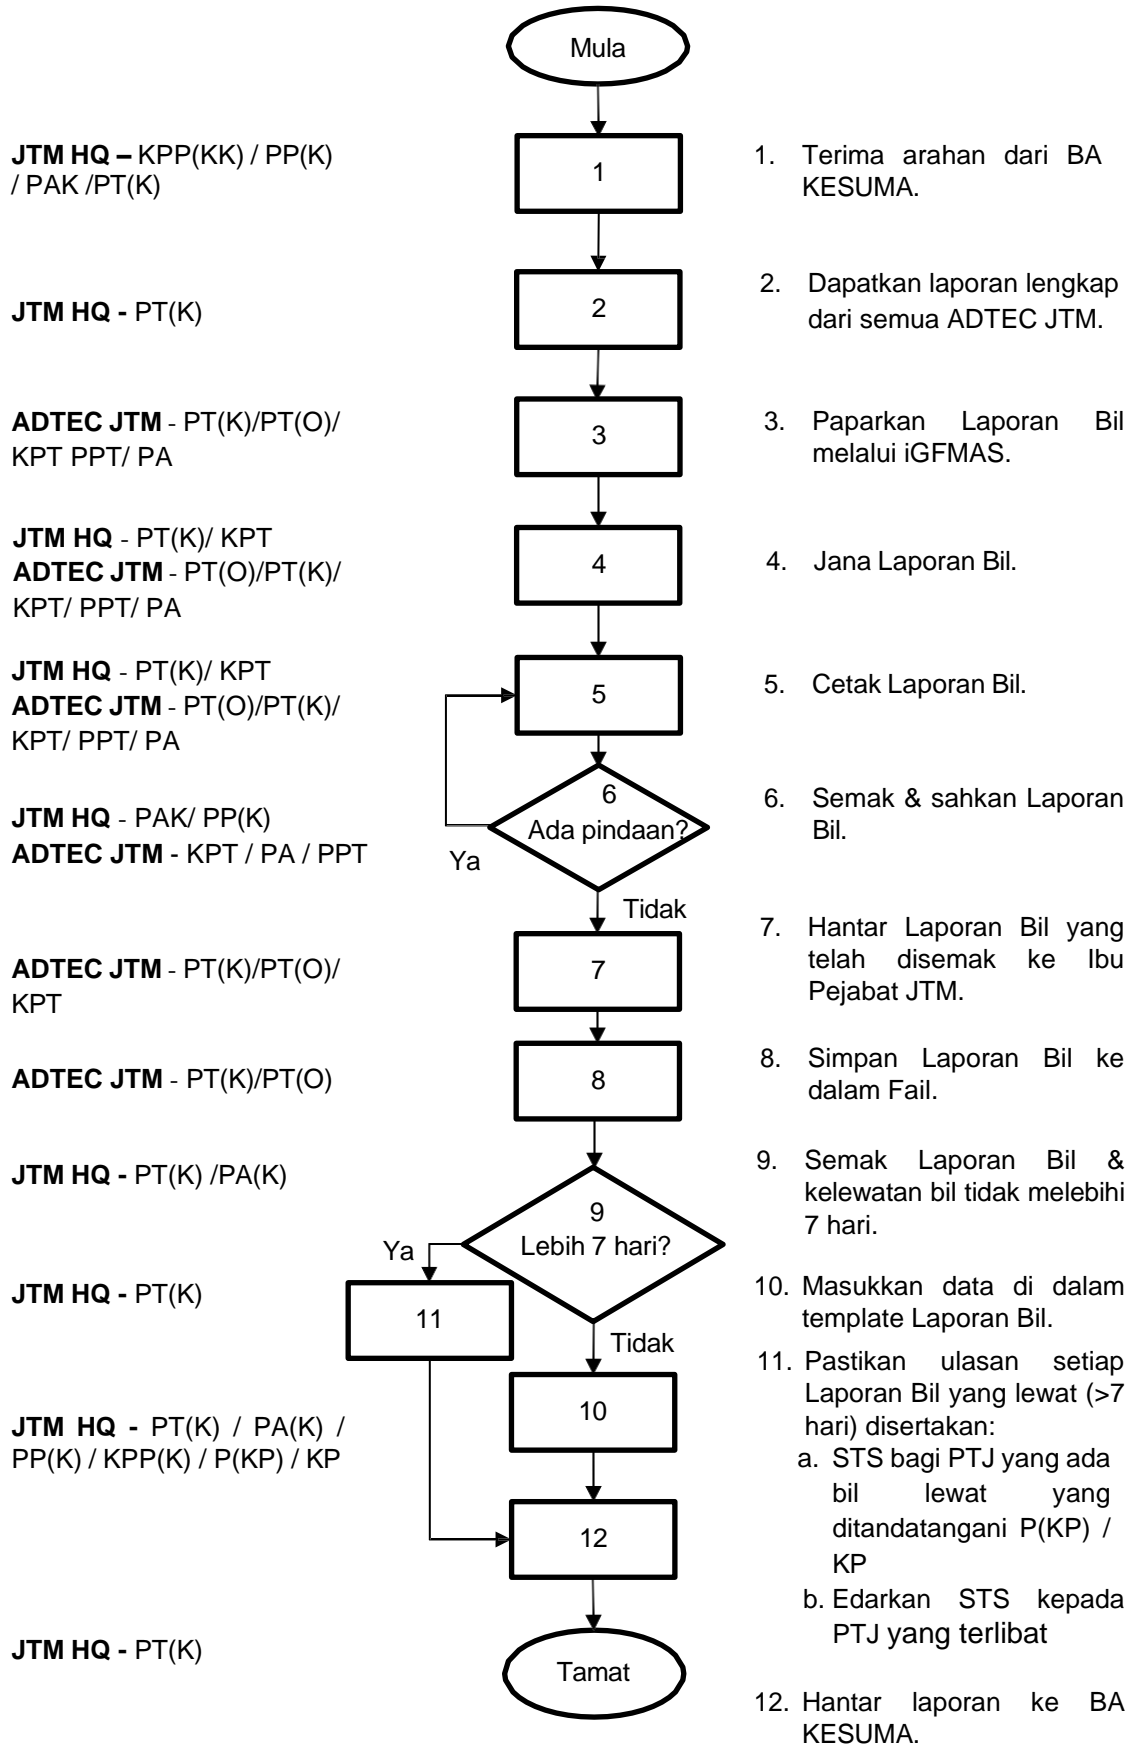 Mula
JTM HQ – KPP(KK) / PP(K)
/ PAK /PT(K)
1
1. Terima arahan dari BA
KESUMA.
JTM HQ - PT(K)
2
2. Dapatkan laporan lengkap
dari semua ADTEC JTM.
ADTEC JTM - PT(K)/PT(O)/
KPT PPT/ PA
3
3. Paparkan Laporan Bil
melalui iGFMAS.
JTM HQ - PT(K)/ KPT
ADTEC JTM - PT(O)/PT(K)/
KPT/ PPT/ PA
4
4. Jana Laporan Bil.
JTM HQ - PT(K)/ KPT
ADTEC JTM - PT(O)/PT(K)/
KPT/ PPT/ PA
5
5. Cetak Laporan Bil.
JTM HQ - PAK/ PP(K)
ADTEC JTM - KPT / PA / PPT
6
Ada pindaan?
Ya
Tidak
6. Semak & sahkan Laporan
Bil.
ADTEC JTM - PT(K)/PT(O)/
KPT
7
7. Hantar Laporan Bil yang
telah disemak ke Ibu
Pejabat JTM.
ADTEC JTM - PT(K)/PT(O)
8
8. Simpan Laporan Bil ke
dalam Fail.
JTM HQ - PT(K) /PA(K)
9
Lebih 7 hari?
Ya
Tidak
9. Semak Laporan Bil &
kelewatan bil tidak melebihi
7 hari.
JTM HQ - PT(K)
11
10. Masukkan data di dalam
template Laporan Bil.
JTM HQ - PT(K) / PA(K) /
PP(K) / KPP(K) / P(KP) / KP
10
11. Pastikan ulasan setiap
Laporan Bil yang lewat (>7
hari) disertakan:
a. STS bagi PTJ yang ada
bil lewat yang
ditandatangani P(KP) /
KP
b. Edarkan STS kepada
PTJ yang terlibat
12
JTM HQ - PT(K)
Tamat
12. Hantar laporan ke BA
KESUMA.